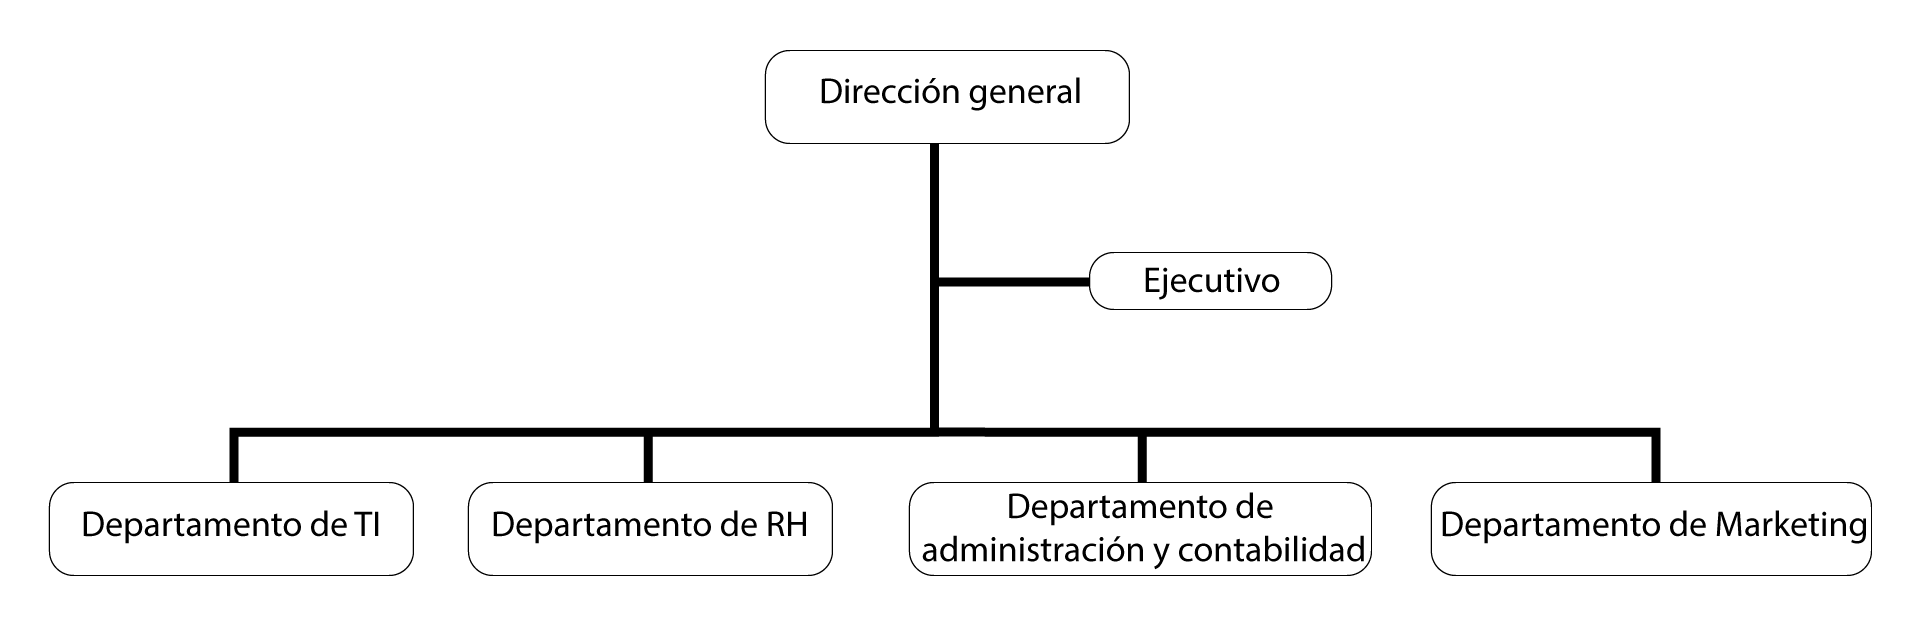 Dirección general
Ejecutivo
Departamento de TI
Departamento de RH
Departamento de
administración y contabilidad
Departamento de Marketing